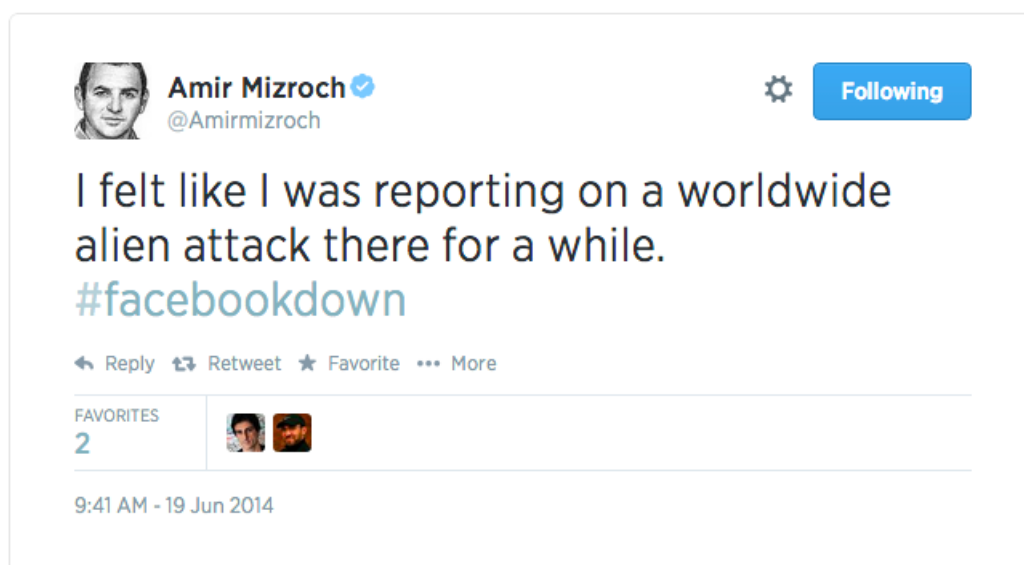 Amir Mizroch
@Amirmizroch
Following
I felt like I was reporting on a worldwide
alien attack there for a while.
#facebookdown
Reply Retweet Favorite More
FAVORITES
2
9:41 AM - 19 Jun 2014